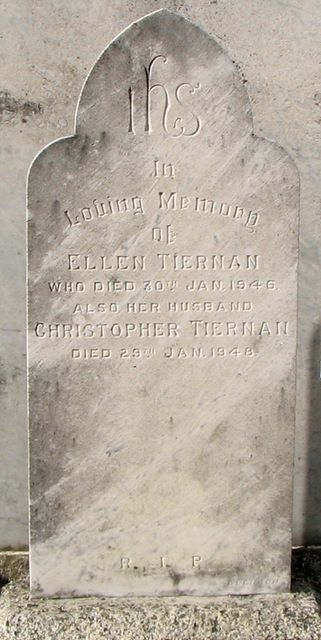 ihs
In
Loving Memory
of
ELLEN TIERNAN
WHO DIED 30TH JAN. 1946.
ALSO HER HUSBAND
CHRISTOPHER TIERNAN
DIED 29TH JAN. 1948.
R. I. P.